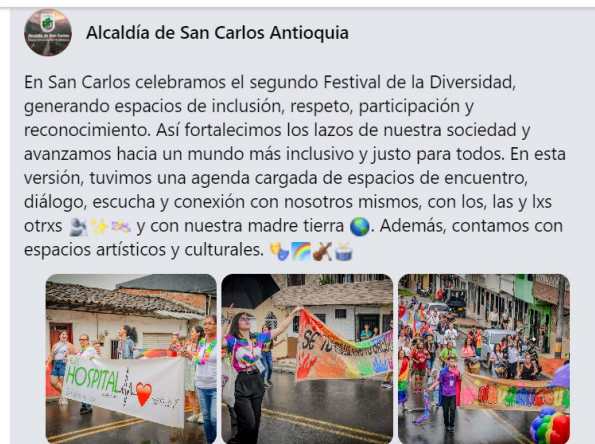 Alcaldía de San Carlos Antioquia
En San Carlos celebramos el segundo Festival de la Diversidad,
generando espacios de inclusión, respeto, participación y
reconocimiento. Así fortalecimos los lazos de nuestra sociedad y
avanzamos hacia un mundo más inclusivo y justo para todos. En esta
versión, tuvimos una agenda cargada de espacios de encuentro,
diálogo, escucha y conexión con nosotros mismos, con los, las y lxs
otrxs y con nuestra madre tierra 🌎. Además, contamos con
espacios artísticos y culturales. 🎭🌈🎻🥁
HOSPITAL
SE TU